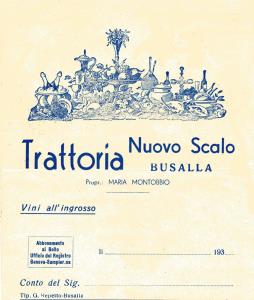 Trattoria Nuovo Scalo
BUSALLA
Propr. MARIA MONTOBBIO
Vini all'ingrosso
Abbonamento
al Bollo
Ufficio del Registro
Genova-Sampier.na
li 193
Conto del Sig.
Tip. G. Repetto-Busalla